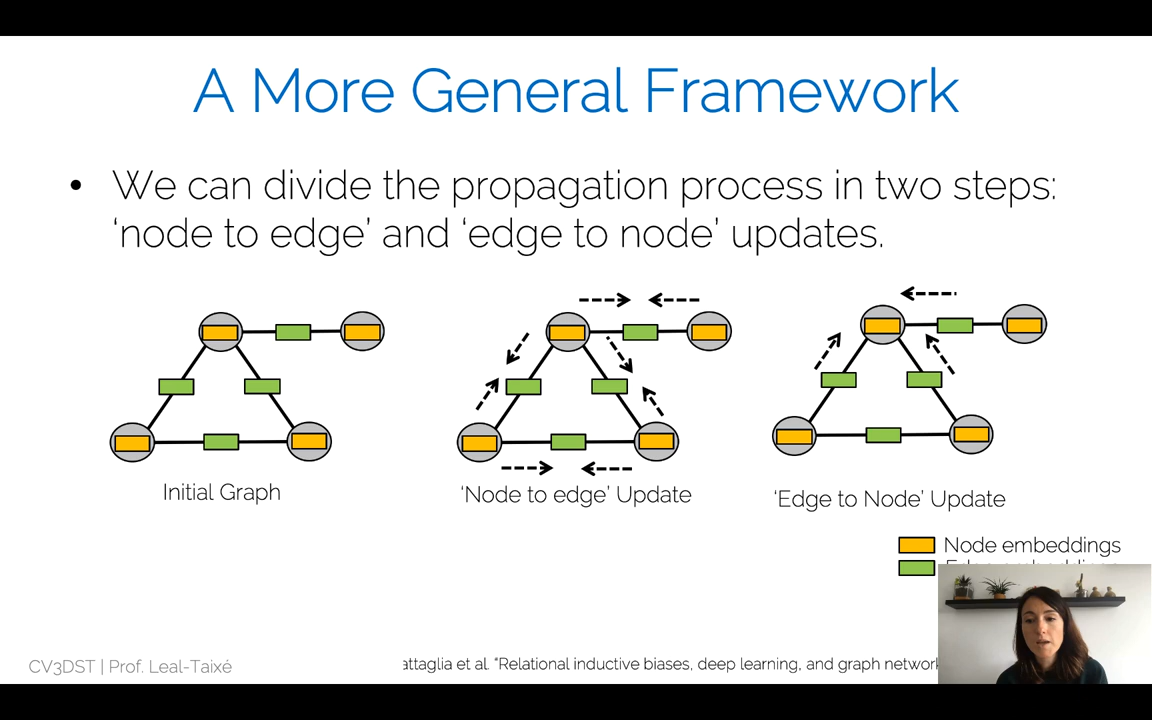 A More General Framework
• We can divide the propagation process in two steps:
‘node to edge’ and ‘edge to node’ updates.
Initial Graph
‘Node to edge’ Update
‘Edge to Node’ Update
Node embeddings
CV3DST | Prof. Leal-Taixé
attaglia et al. “Relational inductive biases, deep learning, and graph network